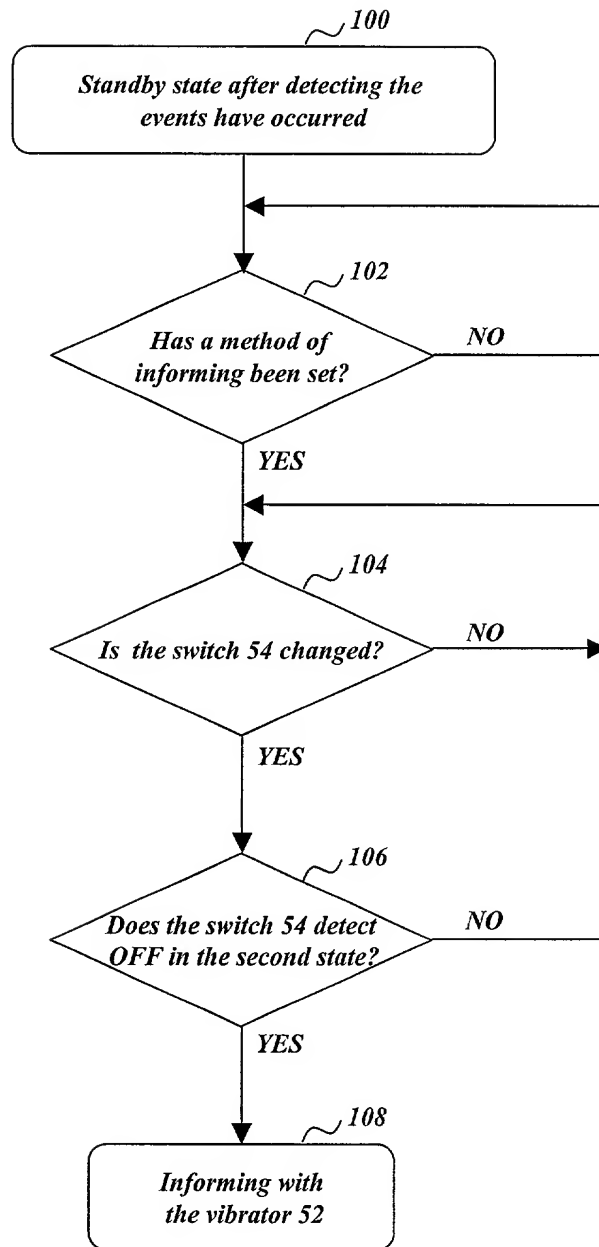 100
Standby state after detecting the
events have occurred
102
Has a method of
informing been set?
NO
YES
104
Is the switch 54 changed?
NO
YES
106
Does the switch 54 detect
OFF in the second state?
NO
YES
108
Informing with
the vibrator 52